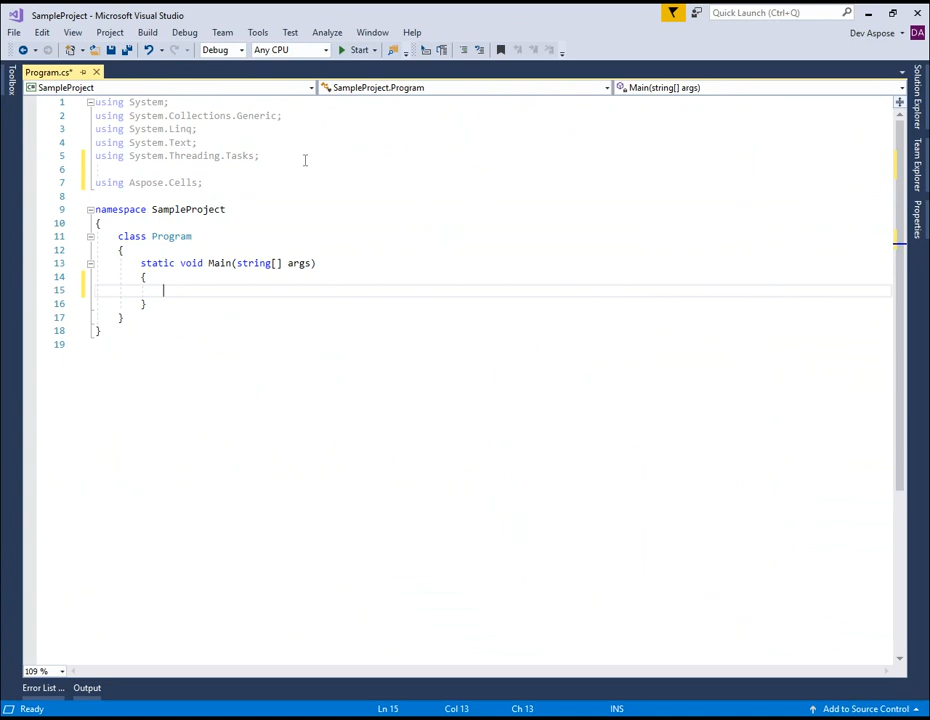 SampleProject - Microsoft Visual Studio
Quick Launch (Ctrl+Q)
File Edit View Project Build Debug Team Tools Test Analyze Window Help
Dev Aspose DA
Debug Any CPU Start
Program.cs*
SampleProject SampleProject.Program Main(string[] args)
1 using System;
2 using System.Collections.Generic;
3 using System.Linq;
4 using System.Text;
5 using System.Threading.Tasks;
6
7 using Aspose.Cells;
8
9 namespace SampleProject
10 {
11 class Program
12 {
13 static void Main(string[] args)
14 {
15
16 }
17 }
18 }
19
Toolbox
Solution Explorer
Team Explorer
Properties
109 %
Error List ... Output
Ready Ln 15 Col 13 Ch 13 INS Add to Source Control